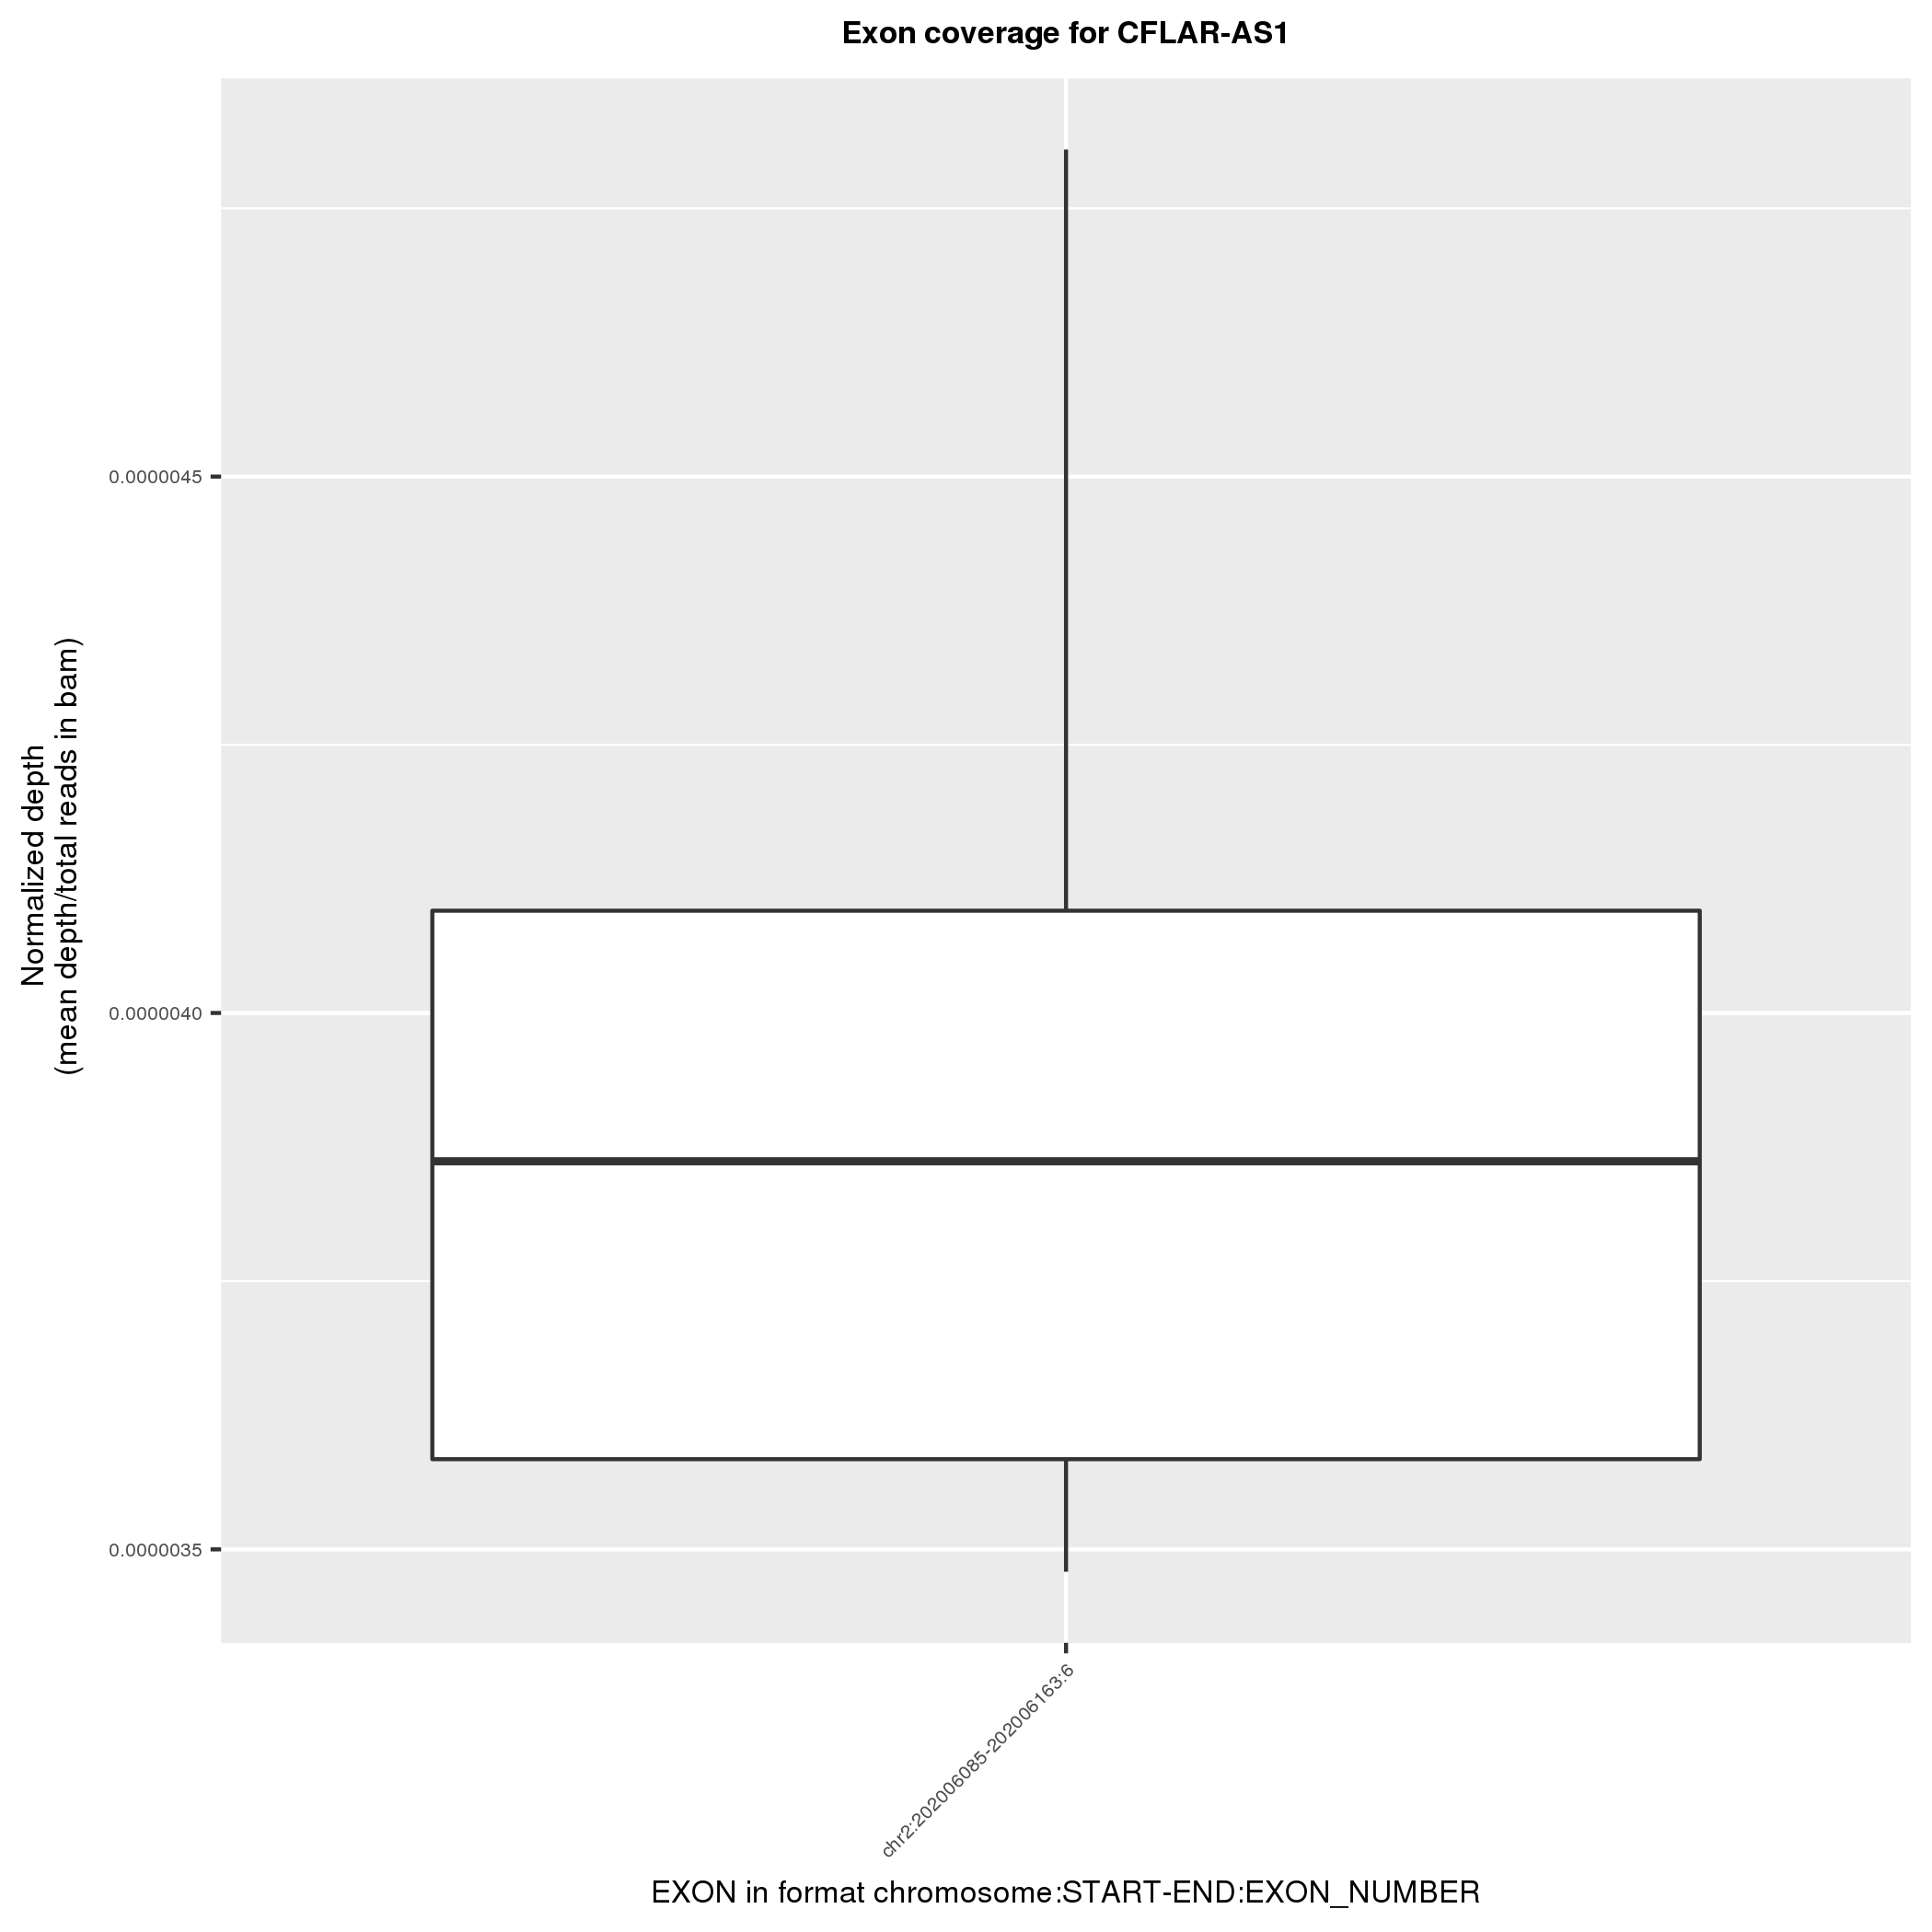 Exon coverage for CFLAR-AS1
Normalized depth
(mean depth/total reads in bam)
0.0000045
0.0000040
0.0000035
chr2:202006085-202006163:6
EXON in format chromosome:START-END:EXON_NUMBER